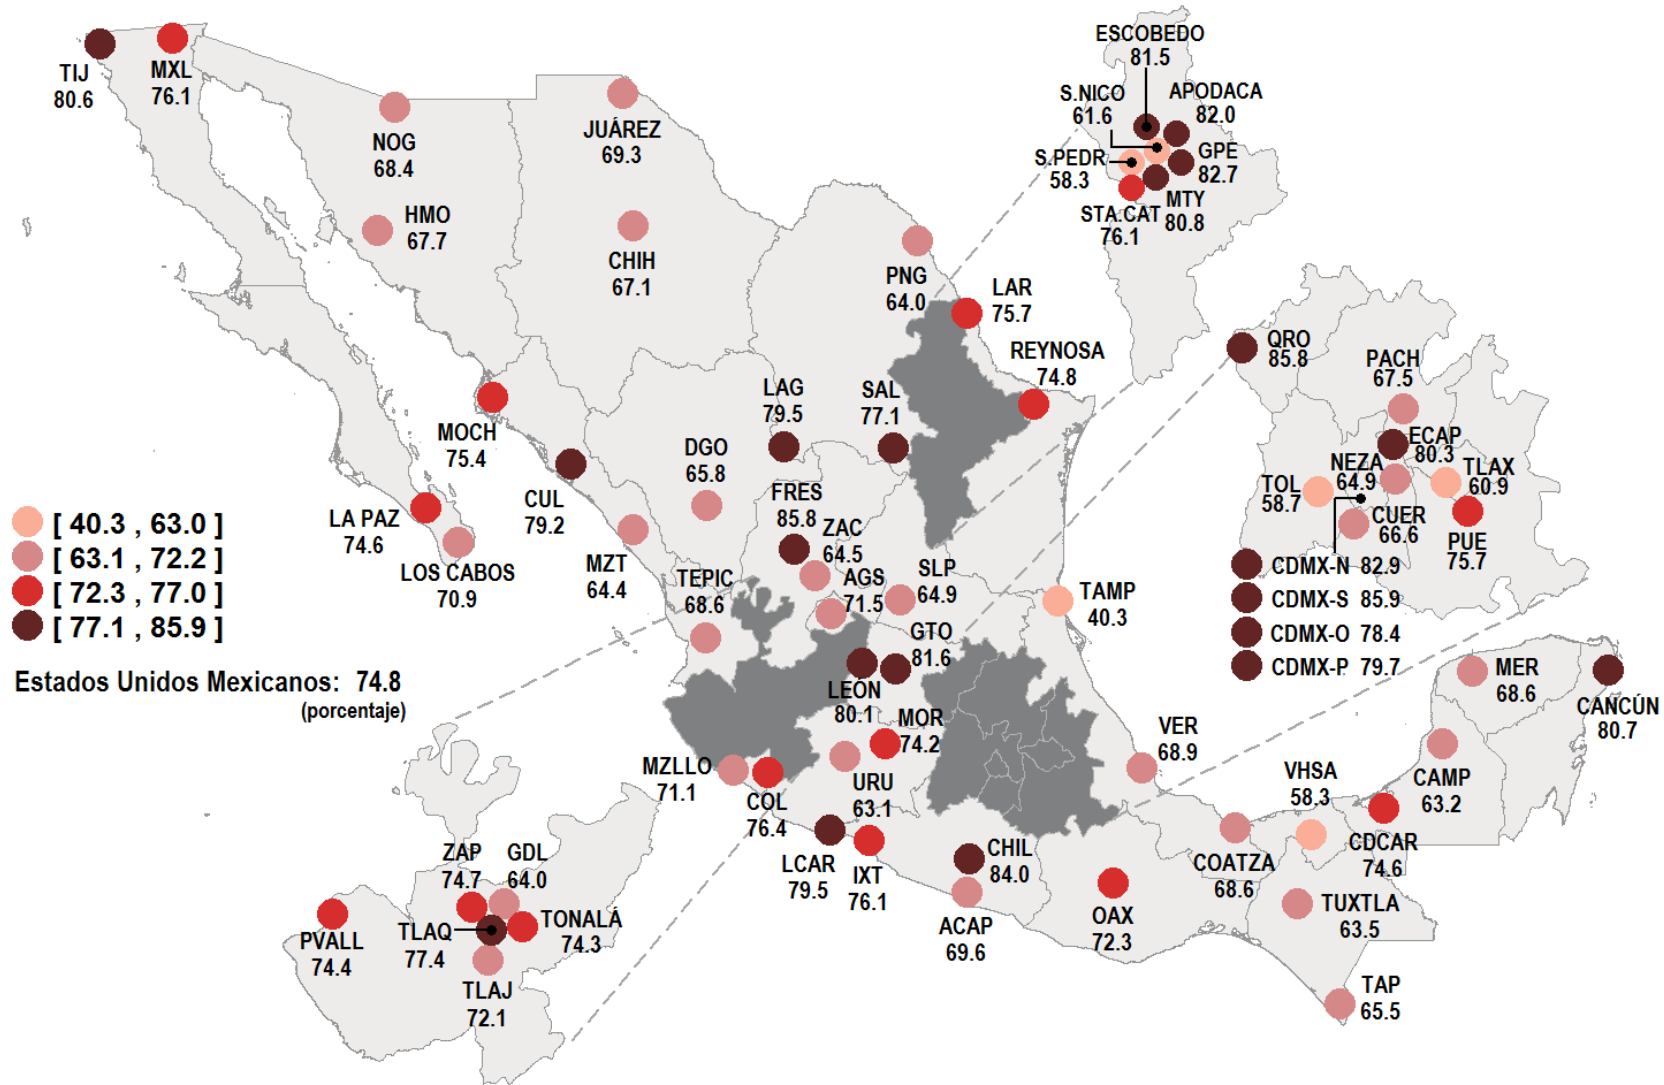 TIJ
80.6
MXL
76.1
NOG
68.4
HMO
67.7
JUÁREZ
69.3
CHIH
67.1
ESCOBEDO
81.5
S.NICO
61.6
APODACA
82.0
S.PEDR
58.3
GPE
82.7
MTY
80.8
STA.CAT
76.1
PNG
64.0
LAR
75.7
REYNOSA
74.8
LAG
79.5
SAL
77.1
MOCH
75.4
CUL
79.2
DGO
65.8
FRES
85.8
ZAC
64.5
LA PAZ
74.6
LOS CABOS
70.9
MZT
64.4
TEPIC
68.6
AGS
71.5
SLP
64.9
TAMP
40.3
GTO
81.6
LEON
80.1
MOR
74.2
QRO
85.8
PACH
67.5
ECAP
80.3
NEZA
64.9
TLAX
60.9
TOL
58.7
CUER
66.6
PUE
75.7
CDMX-N 82.9
CDMX-S 85.9
CDMX-O 78.4
CDMX-P 79.7
[ 40.3 , 63.0 ]
[ 63.1 , 72.2 ]
[ 72.3 , 77.0 ]
[ 77.1 , 85.9 ]
Estados Unidos Mexicanos: 74.8
(porcentaje)
MER
68.6
CANCÚN
80.7
VER
68.9
VHSA
58.3
CAMP
63.2
CDCAR
74.6
COATZA
68.6
TUXTLA
63.5
TAP
65.5
MZLLO
71.1
COL
76.4
URU
63.1
LCAR
79.5
IXT
76.1
CHIL
84.0
ACAP
69.6
OAX
72.3
ZAP
74.7
GDL
64.0
PVALL
74.4
TLAQ
77.4
TONALÁ
74.3
TLAJ
72.1